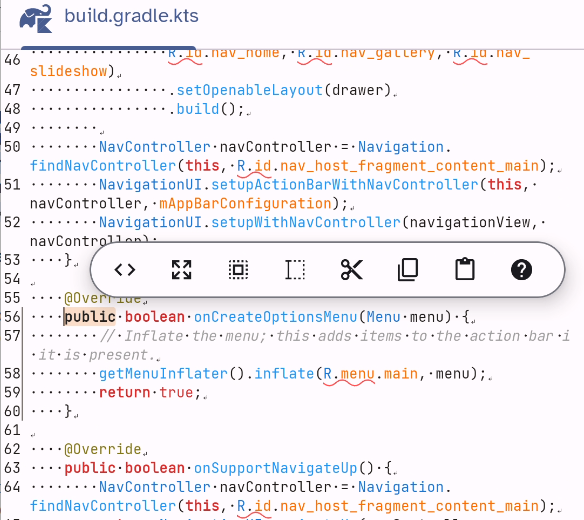 build.gradle.kts
46 R.id.nav_home, R.id.nav_gallery, R.id.nav_
slideshow)
47 .setOpenableLayout(drawer)
48 .build();
49
50 NavController navController = Navigation.
findNavController(this, R.id.nav_host_fragment_content_main);
51 NavigationUI.setupActionBarWithNavController(this,
navController, mAppBarConfiguration);
52 NavigationUI.setupWithNavController(navigationView,
navController);
53 }
54
55 @Override
56 public boolean onCreateOptionsMenu(Menu menu) {
57 // Inflate the menu; this adds items to the action bar i
it is present.
58 getMenuInflater().inflate(R.menu.main, menu);
59 return true;
60 }
61
62 @Override
63 public boolean onSupportNavigateUp() {
64 NavController navController = Navigation.
findNavController(this, R.id.nav_host_fragment_content_main);